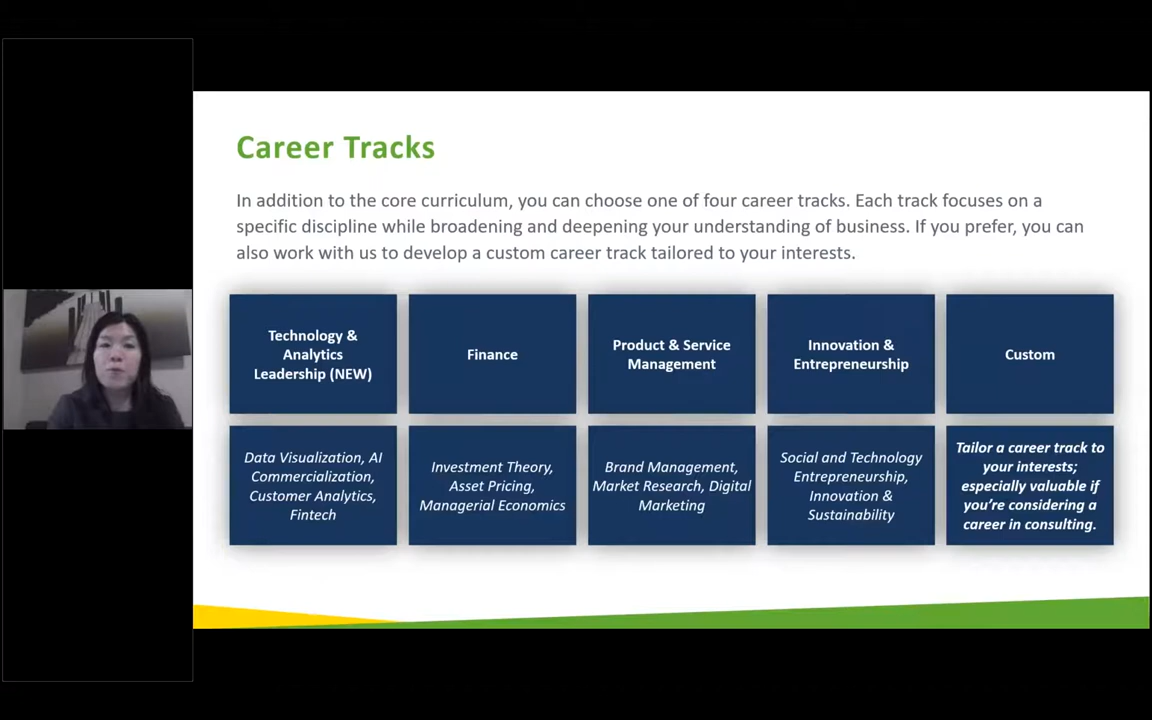 Career Tracks
In addition to the core curriculum, you can choose one of four career tracks. Each track focuses on a
specific discipline while broadening and deepening your understanding of business. If you prefer, you can
also work with us to develop a custom career track tailored to your interests.
Technology &
Analytics
Leadership (NEW)
Finance
Product & Service
Management
Innovation &
Entrepreneurship
Custom
Data Visualization, AI
Commercialization,
Customer Analytics,
Fintech
Investment Theory,
Asset Pricing,
Managerial Economics
Brand Management,
Market Research, Digital
Marketing
Social and Technology
Entrepreneurship,
Innovation &
Sustainability
Tailor a career track to
your interests;
especially valuable if
you're considering a
career in consulting.